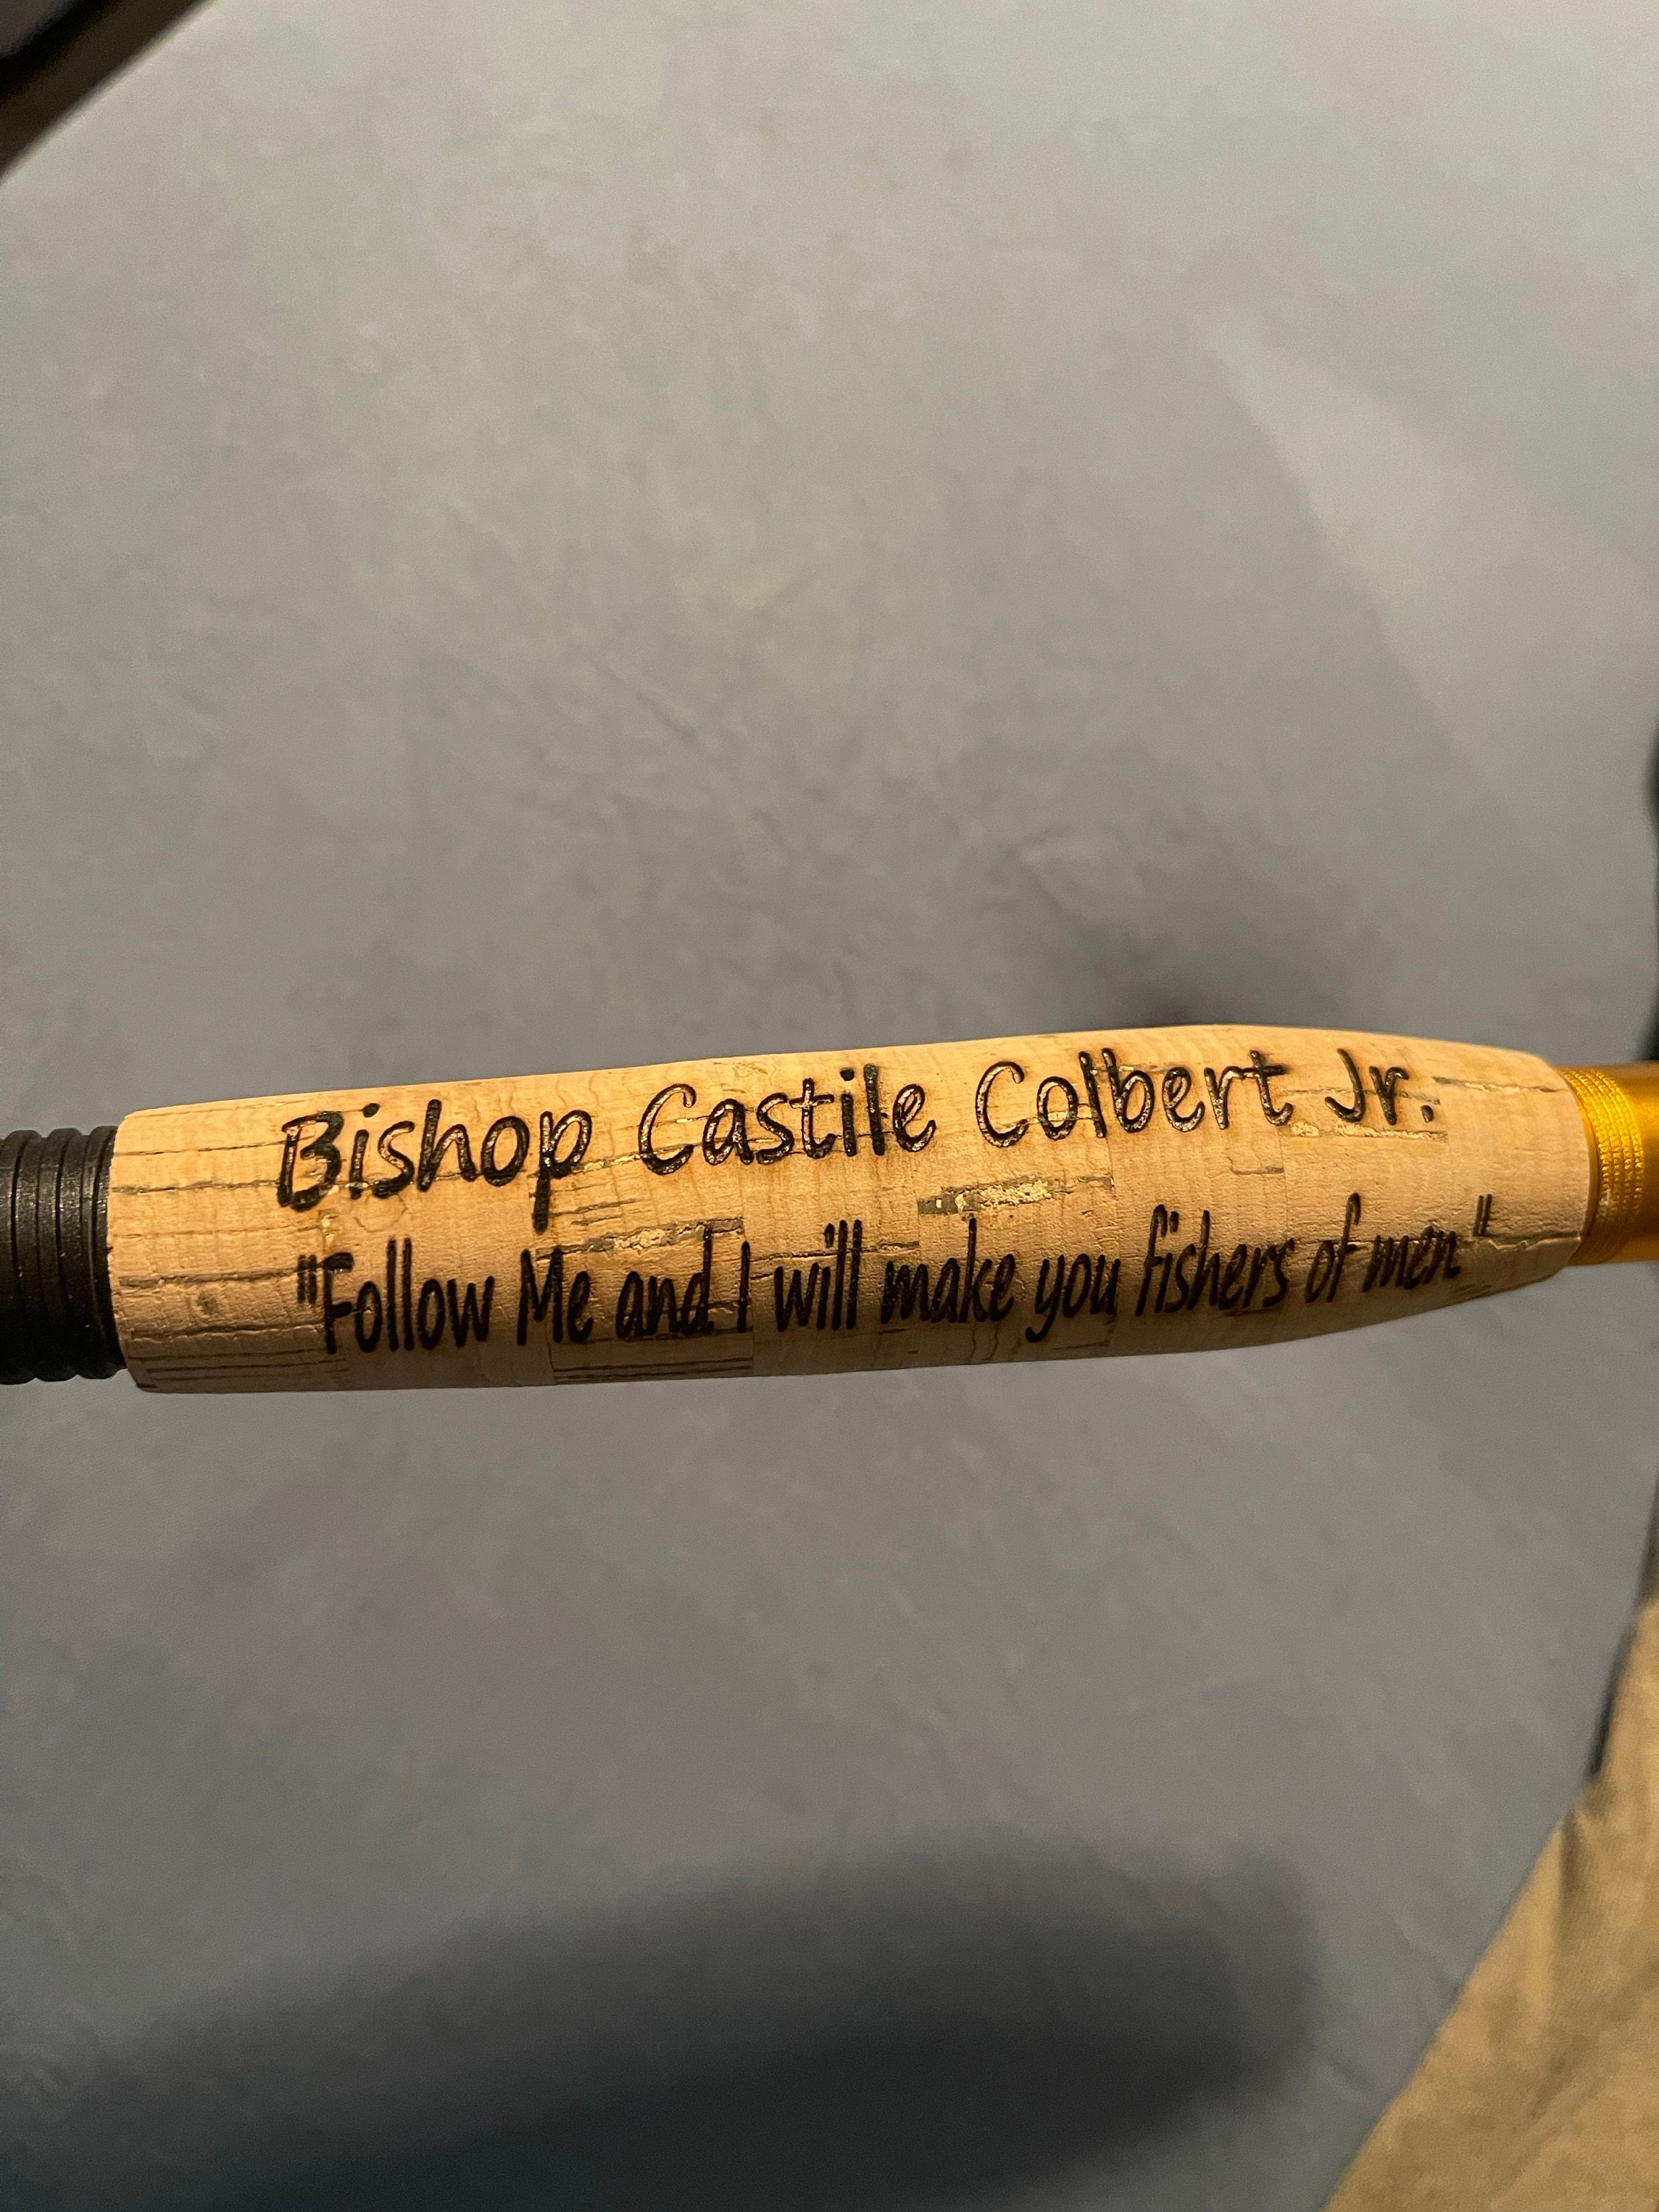 Bishop Castile Colbert Jr.
"Follow Me and I will make you fishers of men."